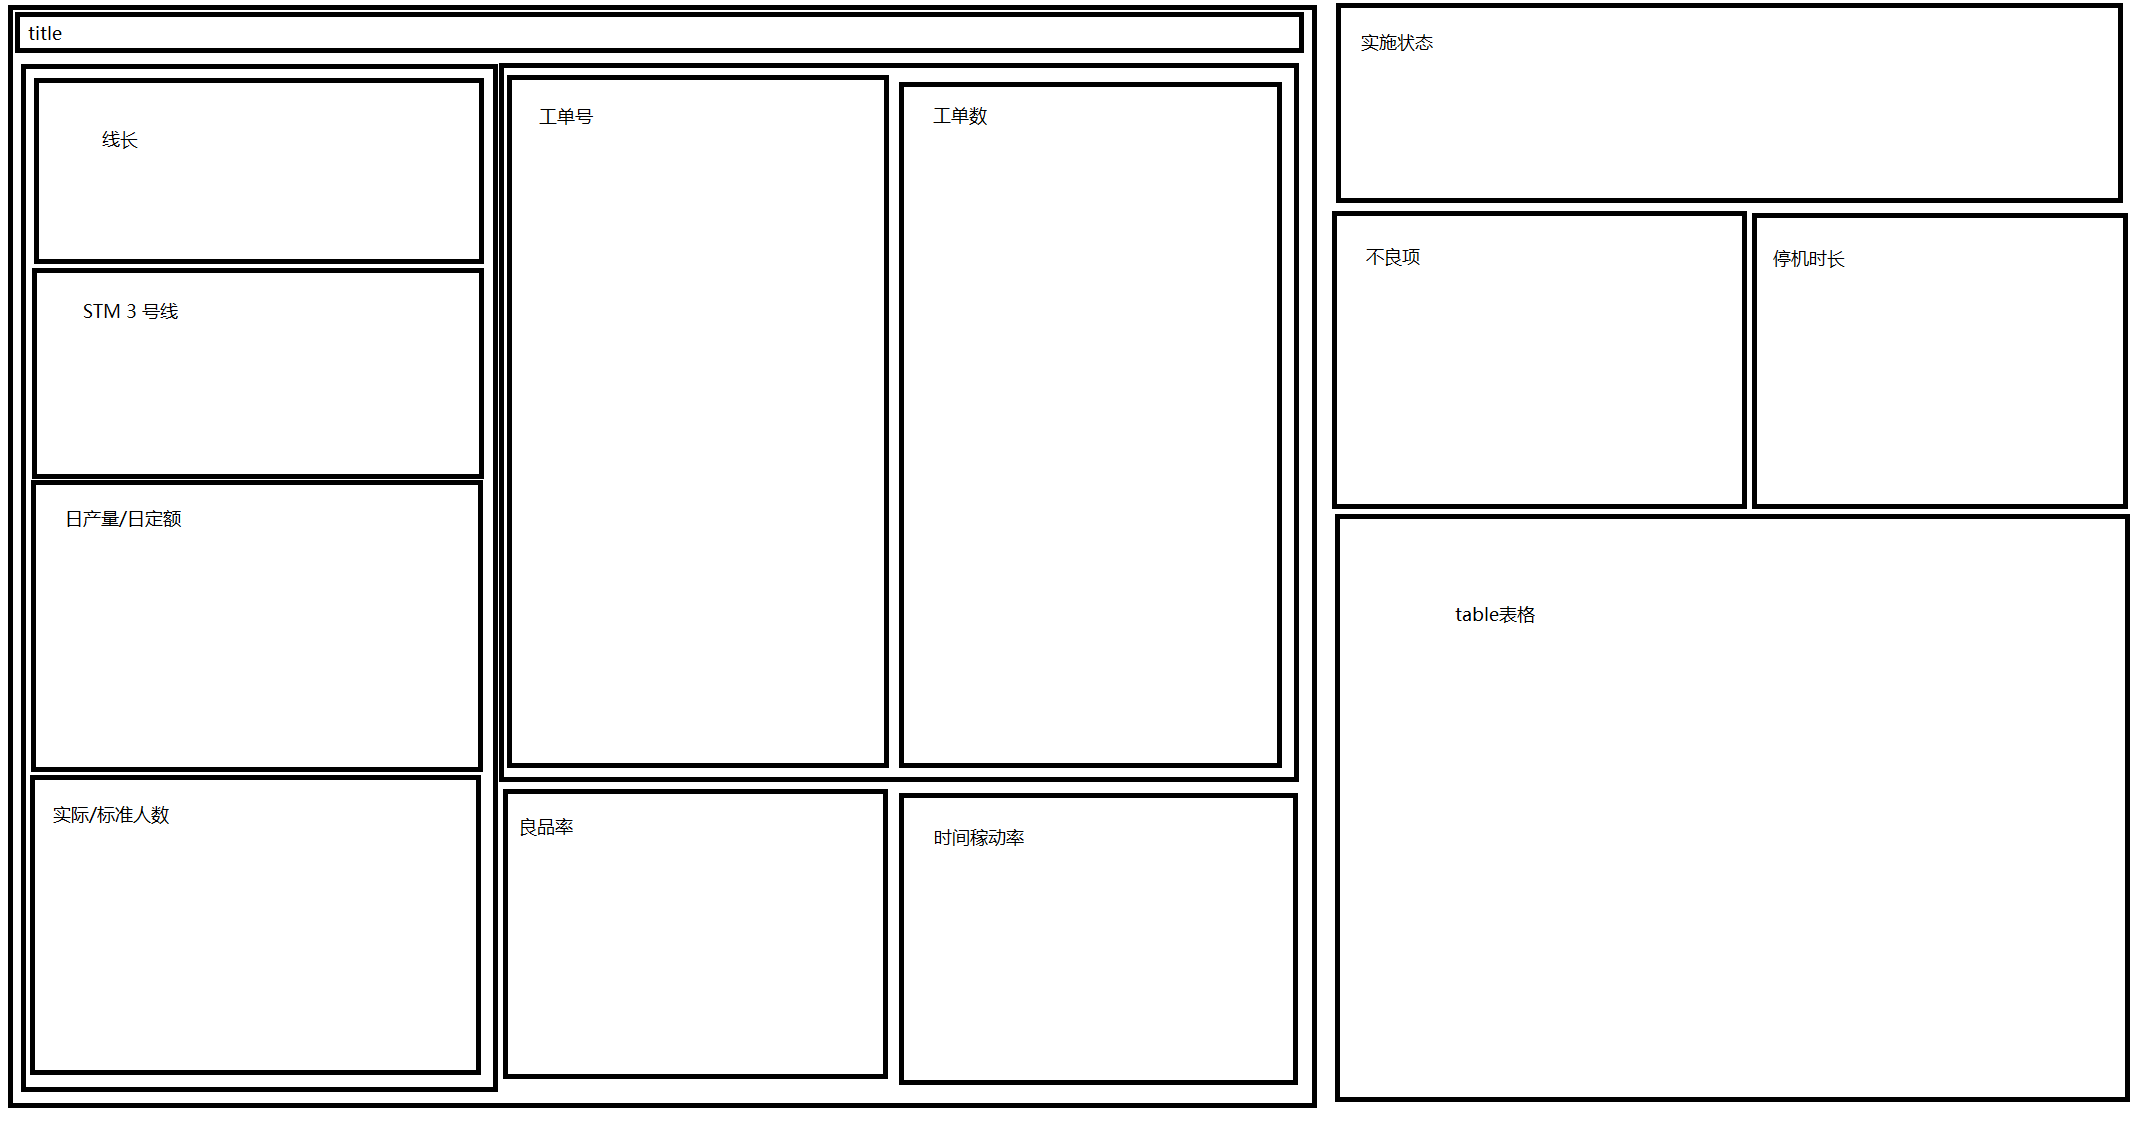 title
线长
STM 3 号线
日产量/日定额
实际/标准人数
工单号
工单数
良品率
时间稼动率
实施状态
不良项
停机时长
table表格